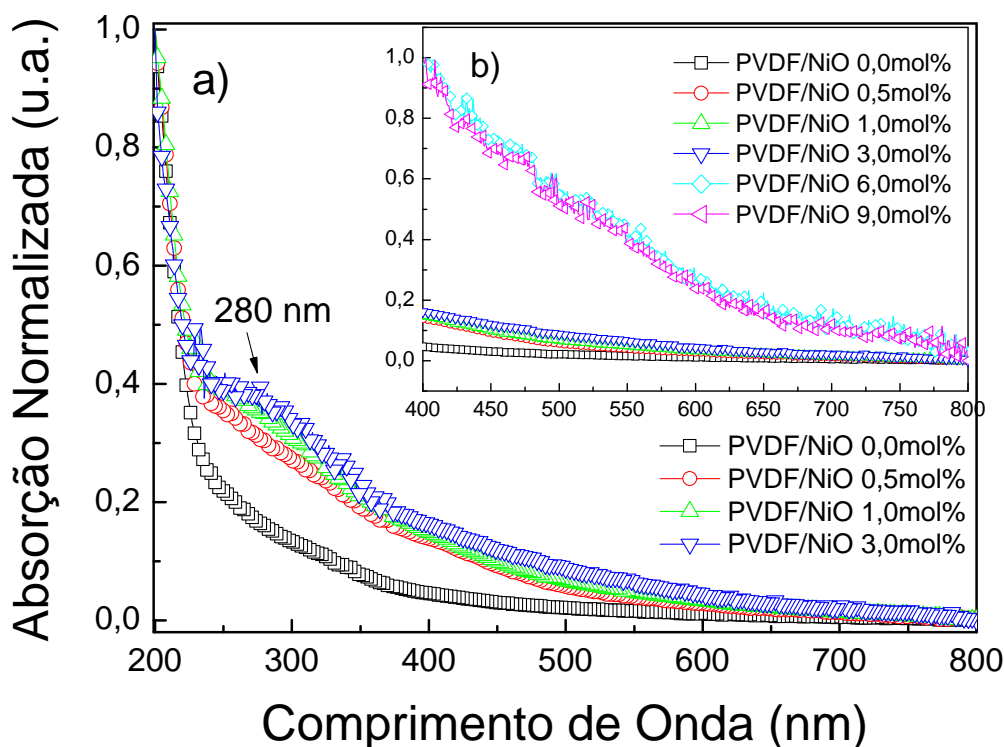 Absorção Normalizada (u.a.)
1,0
0,8
0,6
0,4
0,2
0,0
a)
280 nm
b)
1,0
0,8
0,6
0,4
0,2
0,0
PVDF/NiO 0,0mol%
PVDF/NiO 0,5mol%
PVDF/NiO 1,0mol%
PVDF/NiO 3,0mol%
PVDF/NiO 6,0mol%
PVDF/NiO 9,0mol%
400 450 500 550 600 650 700 750 800
PVDF/NiO 0,0mol%
PVDF/NiO 0,5mol%
PVDF/NiO 1,0mol%
PVDF/NiO 3,0mol%
200 300 400 500 600 700 800
Comprimento de Onda (nm)